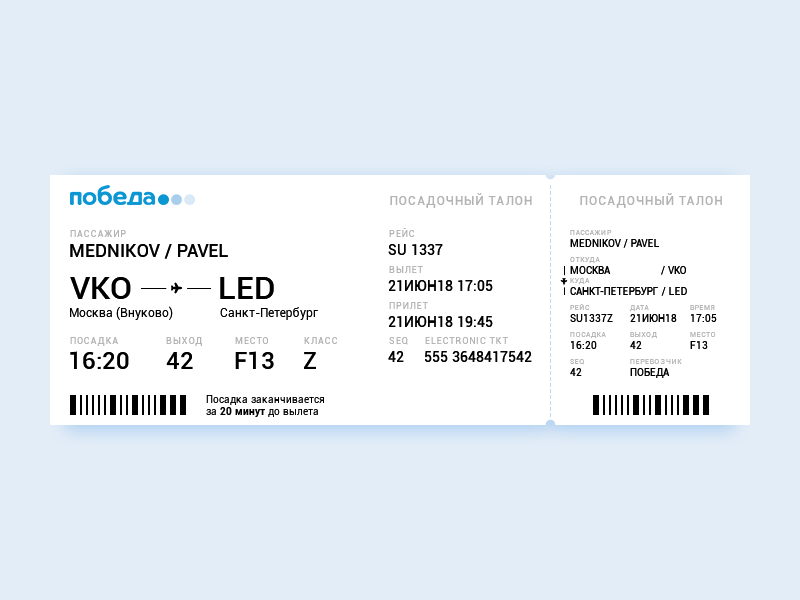 победа
ПОСАДОЧНЫЙ ТАЛОН
ПАССАЖИР
MEDNIKOV / PAVEL
VKO LED
Москва (Внуково) Санкт-Петербург
ПОСАДКА ВЫХОД МЕСТО КЛАСС
16:20 42 F13 Z
Посадка заканчивается
за 20 минут до вылета
РЕЙС
SU 1337
ВЫЛЕТ
21ИЮН18 17:05
ПРИЛЕТ
21ИЮН18 19:45
SEQ ELECTRONIC TKT
42 555 3648417542
ПОСАДОЧНЫЙ ТАЛОН
ПАССАЖИР
MEDNIKOV / PAVEL
ОТКУДА
МОСКВА / VKO
КУДА
САНКТ-ПЕТЕРБУРГ / LED
РЕЙС ДАТА ВРЕМЯ
SU1337Z 21ИЮН18 17:05
ПОСАДКА ВЫХОД МЕСТО
16:20 42 F13
SEQ ПЕРЕВОЗЧИК
42 ПОБЕДА